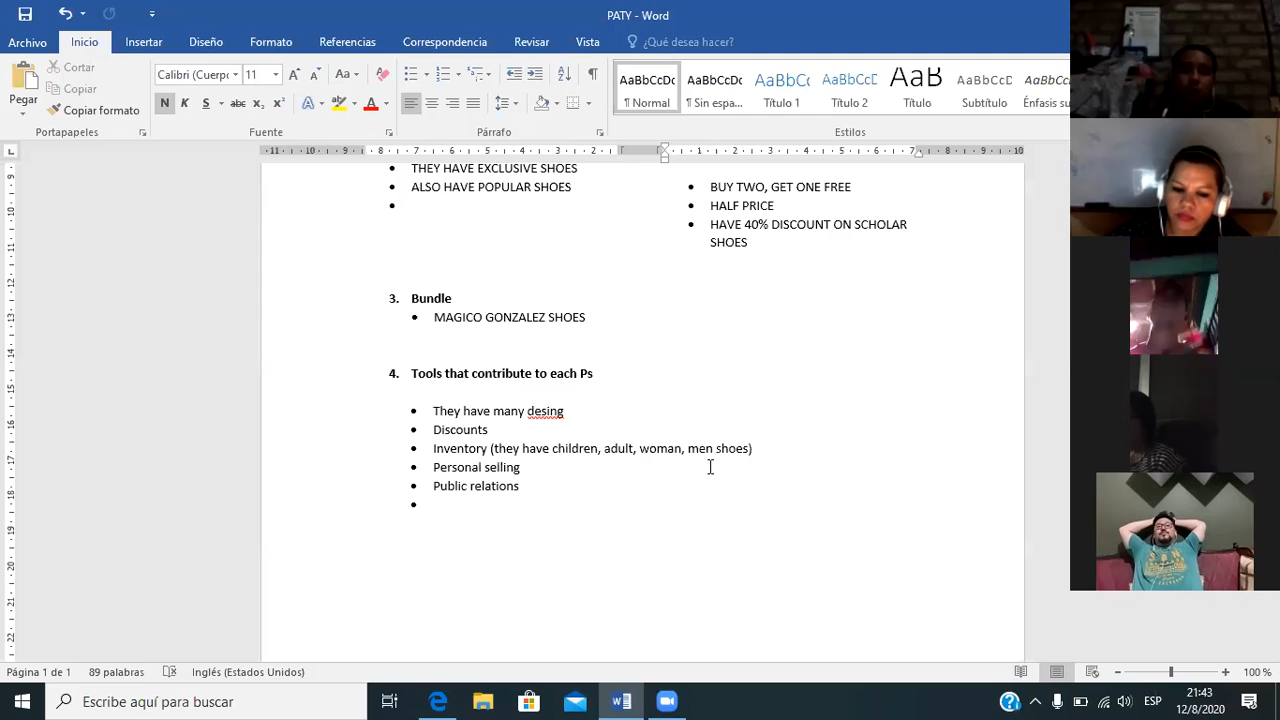 PATY - Word
Archivo Inicio Insertar Diseño Formato Referencias Correspondencia Revisar Vista Ayuda ¿Qué desea hacer?
Pegar
Cortar
Copiar
Copiar formato
Portapapeles
Calibri (Cuerpo 11
Fuente
Párrafo
AaBbCcDc AaBbCcDc AaBbC AaBbCcD AaB AaBbCcD
¶ Normal ¶ Sin espa... Título 1 Título 2 Título Subtítulo Énfasis su
Estilos
THEY HAVE EXCLUSIVE SHOES
ALSO HAVE POPULAR SHOES
BUY TWO, GET ONE FREE
HALF PRICE
HAVE 40% DISCOUNT ON SCHOLAR
SHOES
3. Bundle
MAGICO GONZALEZ SHOES
4. Tools that contribute to each Ps
They have many desing
Discounts
Inventory (they have children, adult, woman, men shoes)
Personal selling
Public relations
Página 1 de 1 89 palabras Inglés (Estados Unidos) 100 %
Escribe aquí para buscar
ESP
21:43
12/8/2020